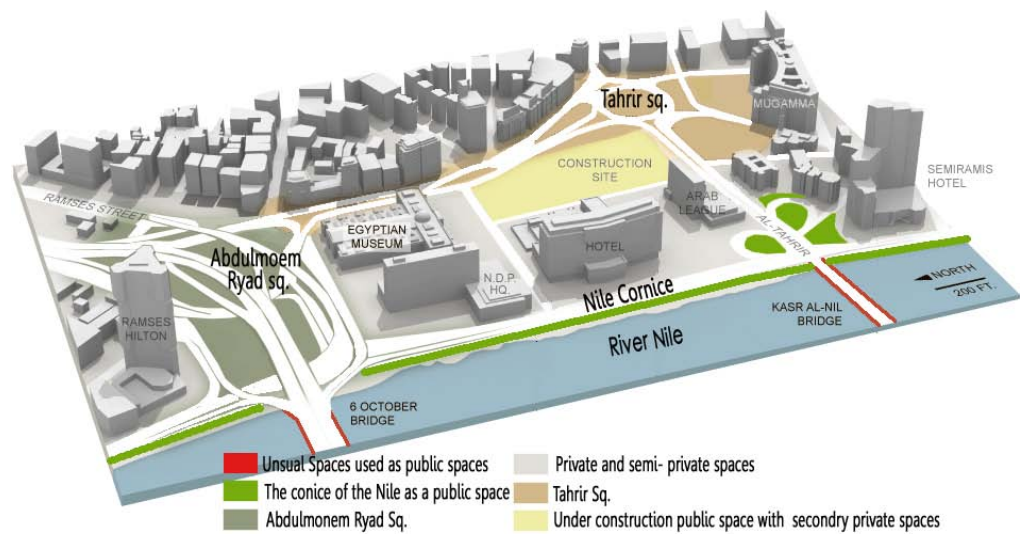 Tahrir sq.
MUGAMMA
CONSTRUCTION
SITE
SEMIRAMIS
HOTEL
RAMSES STREET
EGYPTIAN
MUSEUM
ARAB
LEAGUE
Abdulmoem
Ryad sq.
HOTEL
AL-TAHRIR
N.D.P.
HQ.
NORTH
200 FT.
Nile Cornice
RAMSES
HILTON
KASR AL-NIL
BRIDGE
River Nile
6 OCTOBER
BRIDGE
Unsual Spaces used as public spaces
Private and semi- private spaces
The conice of the Nile as a public space
Tahrir Sq.
Abdulmonem Ryad Sq.
Under construction public space with secondry private spaces